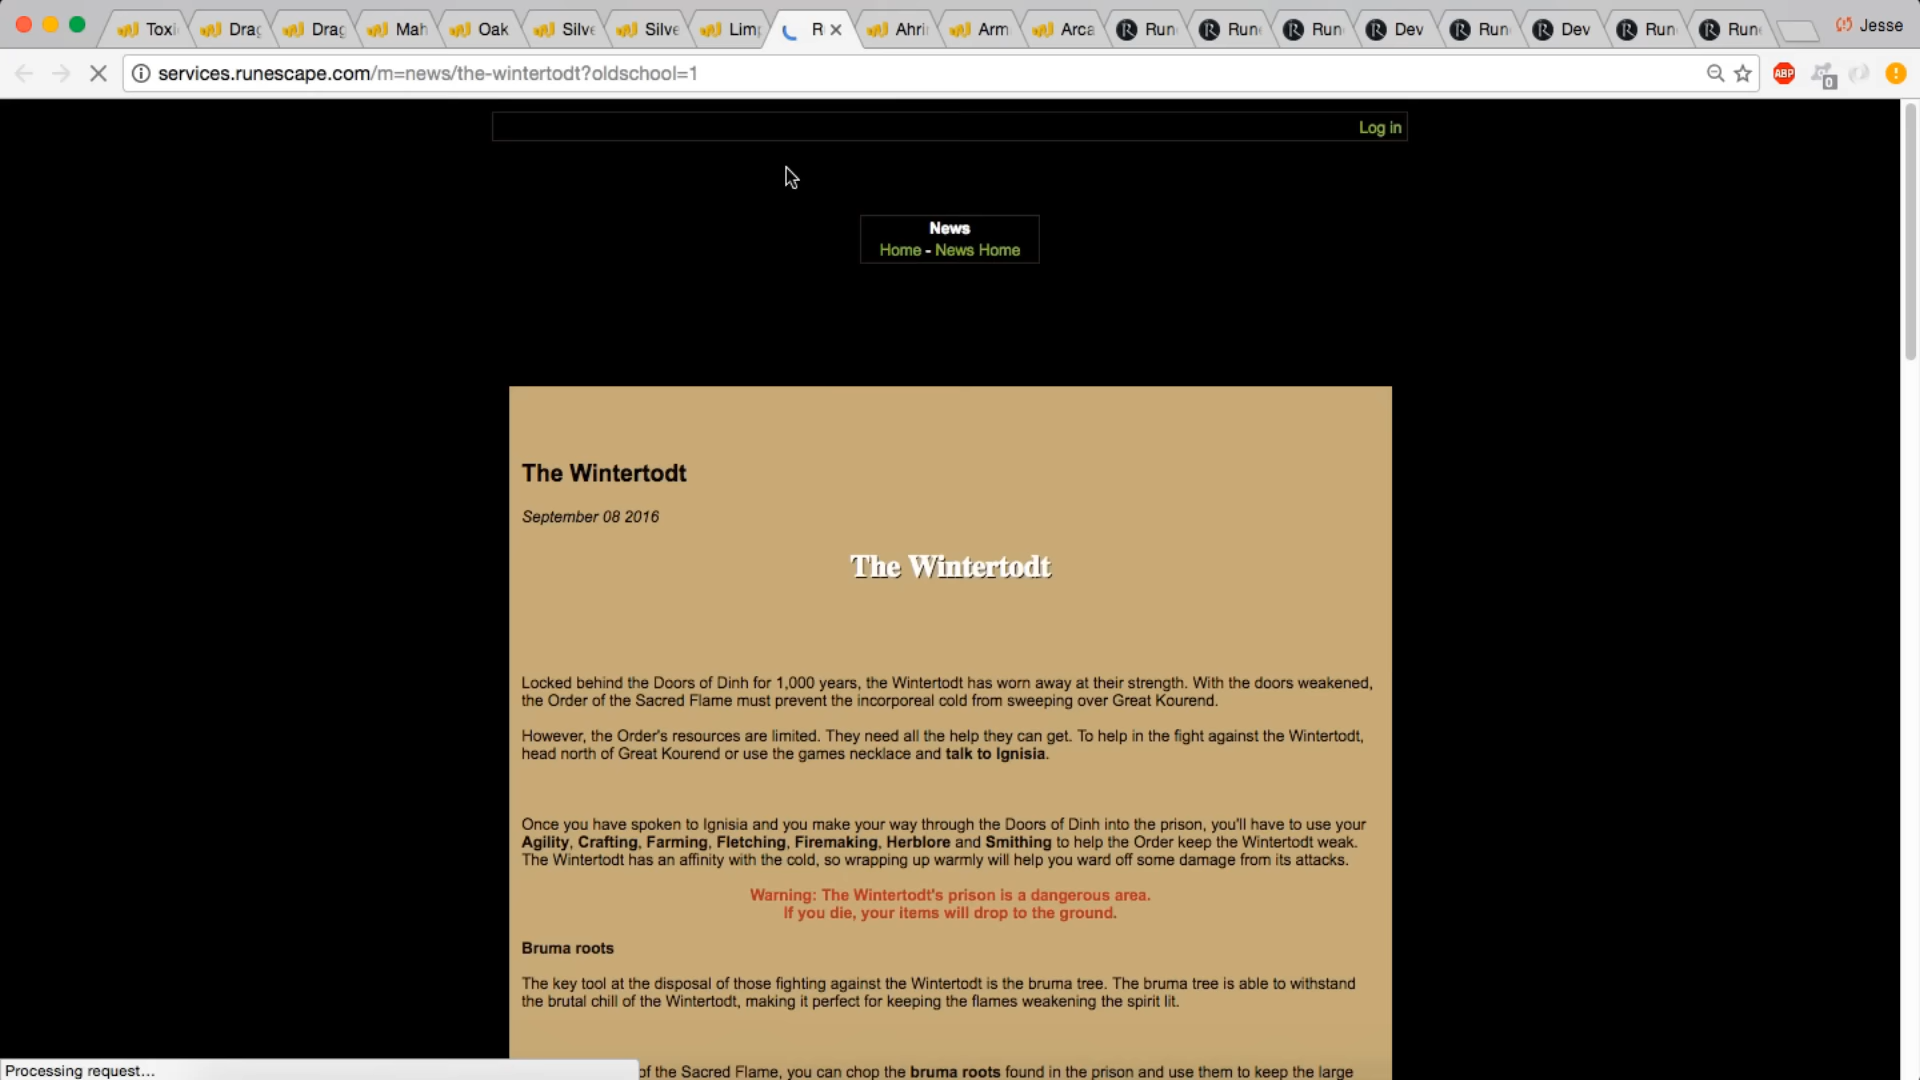 Toxi Drag Drag Mah Oak Silve Silve Limp R Ahri Arm Arca Run Run Run Dev Run Dev Run Run Jesse
services.runescape.com/m=news/the-wintertodt?oldschool=1
ABP
0
Log in
News
Home - News Home
The Wintertodt
September 08 2016
The Wintertodt
Locked behind the Doors of Dinh for 1,000 years, the Wintertodt has worn away at their strength. With the doors weakened,
the Order of the Sacred Flame must prevent the incorporeal cold from sweeping over Great Kourend.
However, the Order's resources are limited. They need all the help they can get. To help in the fight against the Wintertodt,
head north of Great Kourend or use the games necklace and talk to Ignisia.
Once you have spoken to Ignisia and you make your way through the Doors of Dinh into the prison, you'll have to use your
Agility, Crafting, Farming, Fletching, Firemaking, Herblore and Smithing to help the Order keep the Wintertodt weak.
The Wintertodt has an affinity with the cold, so wrapping up warmly will help you ward off some damage from its attacks.
Warning: The Wintertodt's prison is a dangerous area.
If you die, your items will drop to the ground.
Bruma roots
The key tool at the disposal of those fighting against the Wintertodt is the bruma tree. The bruma tree is able to withstand
the brutal chill of the Wintertodt, making it perfect for keeping the flames weakening the spirit lit.
of the Sacred Flame, you can chop the bruma roots found in the prison and use them to keep the large
Processing request...